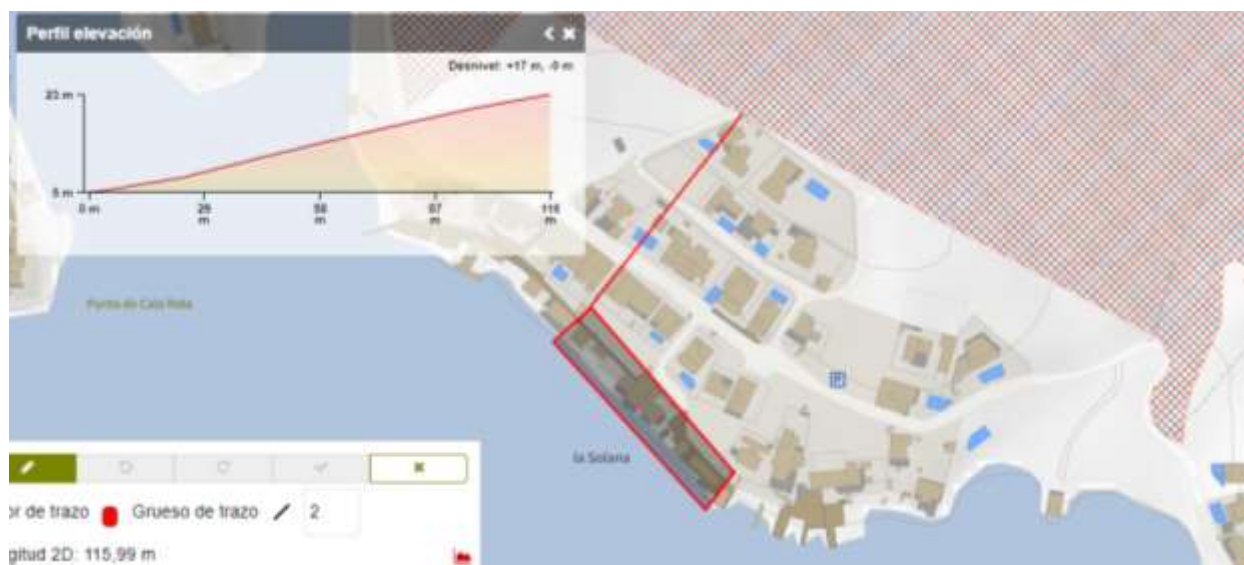 Perfil elevación
Desnivel: +17 m, -0 m
23 m
5 m
0 m
29 m
58 m
87 m
116 m
Punta de Cala Rata
la Solana
P
or de trazo
Grueso de trazo
2
gitud 2D: 115,99 m